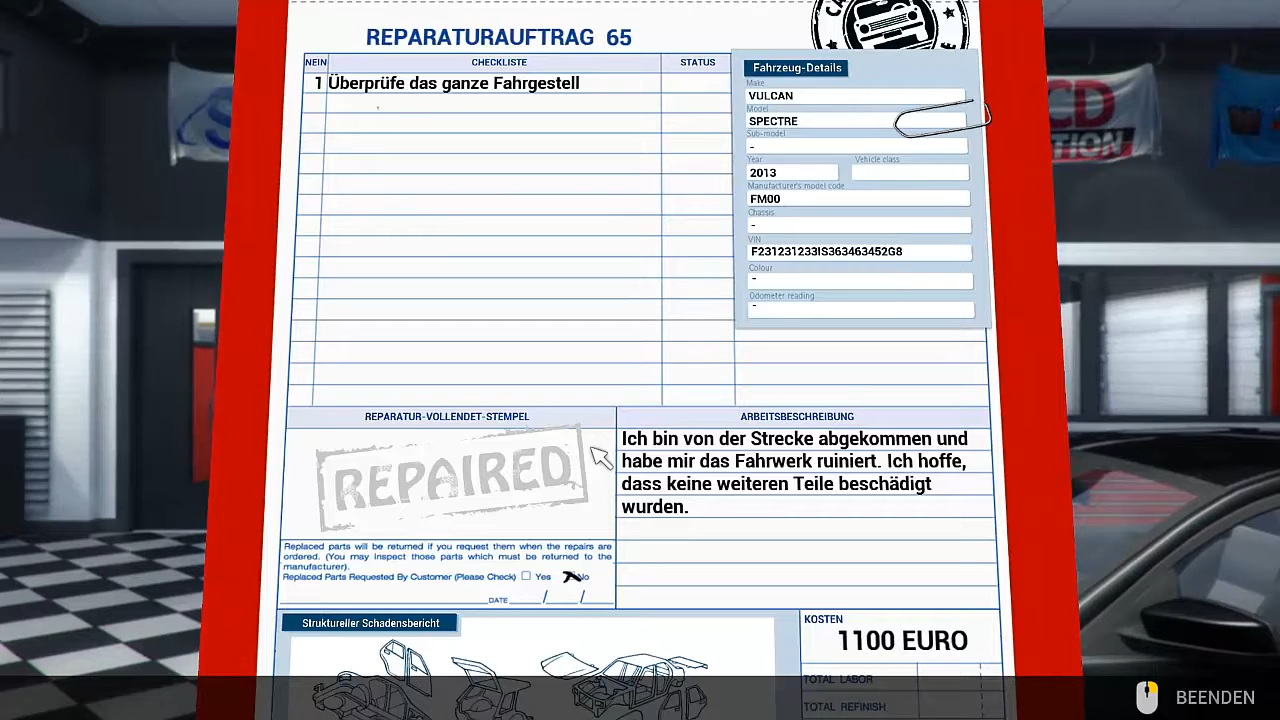 REPARATURAUFTRAG 65
NEIN CHECKLISTE STATUS
1 Überprüfe das ganze Fahrgestell
Fahrzeug-Details
Make
VULCAN
Model
SPECTRE
Sub-model
-
Year Vehicle class
2013
Manufacturer's model code
FM00
Chassis
-
VIN
F231231233IS363463452G8
Colour
-
Odometer reading
-
REPARATUR-VOLLENDET-STEMPEL
REPAIRED
ARBEITSBESCHREIBUNG
Ich bin von der Strecke abgekommen und
habe mir das Fahrwerk ruiniert. Ich hoffe,
dass keine weiteren Teile beschädigt
wurden.
Replaced parts will be returned if you request them when the repairs are
ordered. (You may inspect those parts which must be returned to the
manufacturer).
Replaced Parts Requested By Customer (Please Check) Yes No
DATE / /
Struktureller Schadensbericht
KOSTEN
1100 EURO
TOTAL LABOR
TOTAL REFINISH
BEENDEN